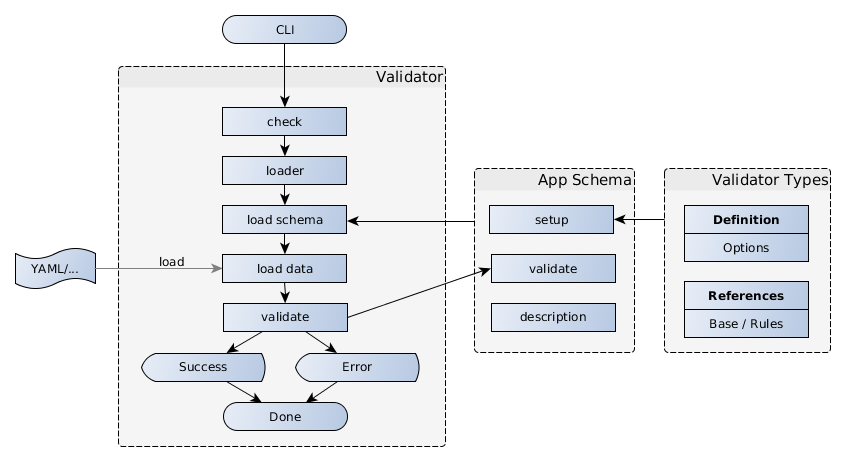 CLI
Validator
check
loader
load schema
load data
validate
Success
Error
Done
YAML/...
load
App Schema
setup
validate
description
Validator Types
Definition
Options
References
Base / Rules